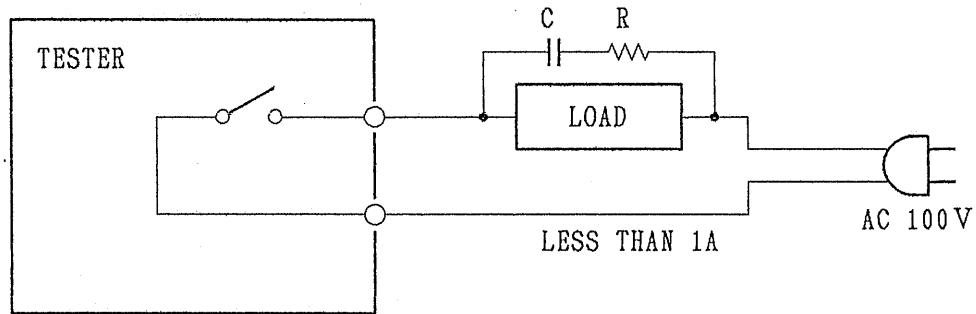 C R
TESTER
LOAD
AC 100V
LESS THAN 1A